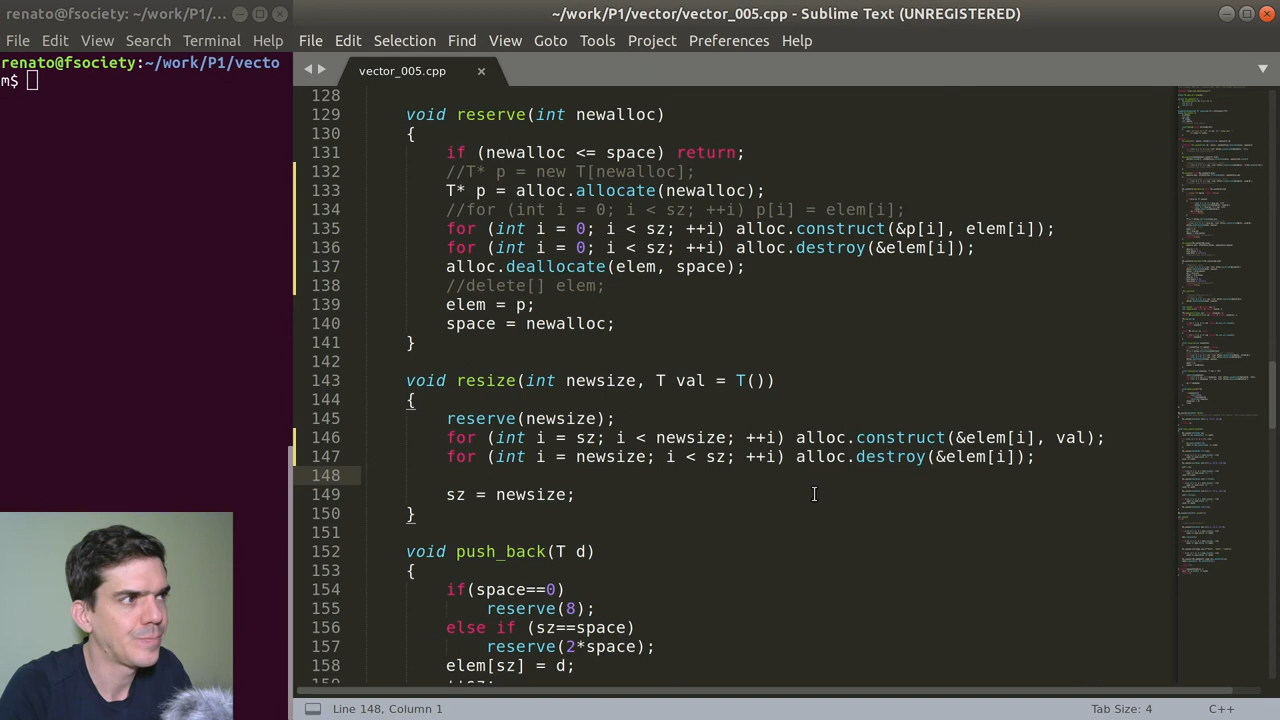 renato@fsociety: ~/work/P1/...
File Edit View Search Terminal Help
renato@fsociety:~/work/P1/vecto
m$
~/work/P1/vector/vector_005.cpp - Sublime Text (UNREGISTERED)
File Edit Selection Find View Goto Tools Project Preferences Help
vector_005.cpp
128
129 void reserve(int newalloc)
130 {
131 if (newalloc <= space) return;
132 //T* p = new T[newalloc];
133 T* p = alloc.allocate(newalloc);
134 //for (int i = 0; i < sz; ++i) p[i] = elem[i];
135 for (int i = 0; i < sz; ++i) alloc.construct(&p[i], elem[i]);
136 for (int i = 0; i < sz; ++i) alloc.destroy(&elem[i]);
137 alloc.deallocate(elem, space);
138 //delete[] elem;
139 elem = p;
140 space = newalloc;
141 }
142
143 void resize(int newsize, T val = T())
144 {
145 reserve(newsize);
146 for (int i = sz; i < newsize; ++i) alloc.construct(&elem[i], val);
147 for (int i = newsize; i < sz; ++i) alloc.destroy(&elem[i]);
148
149 sz = newsize;
150 }
151
152 void push_back(T d)
153 {
154 if(space==0)
155 reserve(8);
156 else if (sz==space)
157 reserve(2*space);
158 elem[sz] = d;
159 ++sz;
Line 148, Column 1
Tab Size: 4
C++